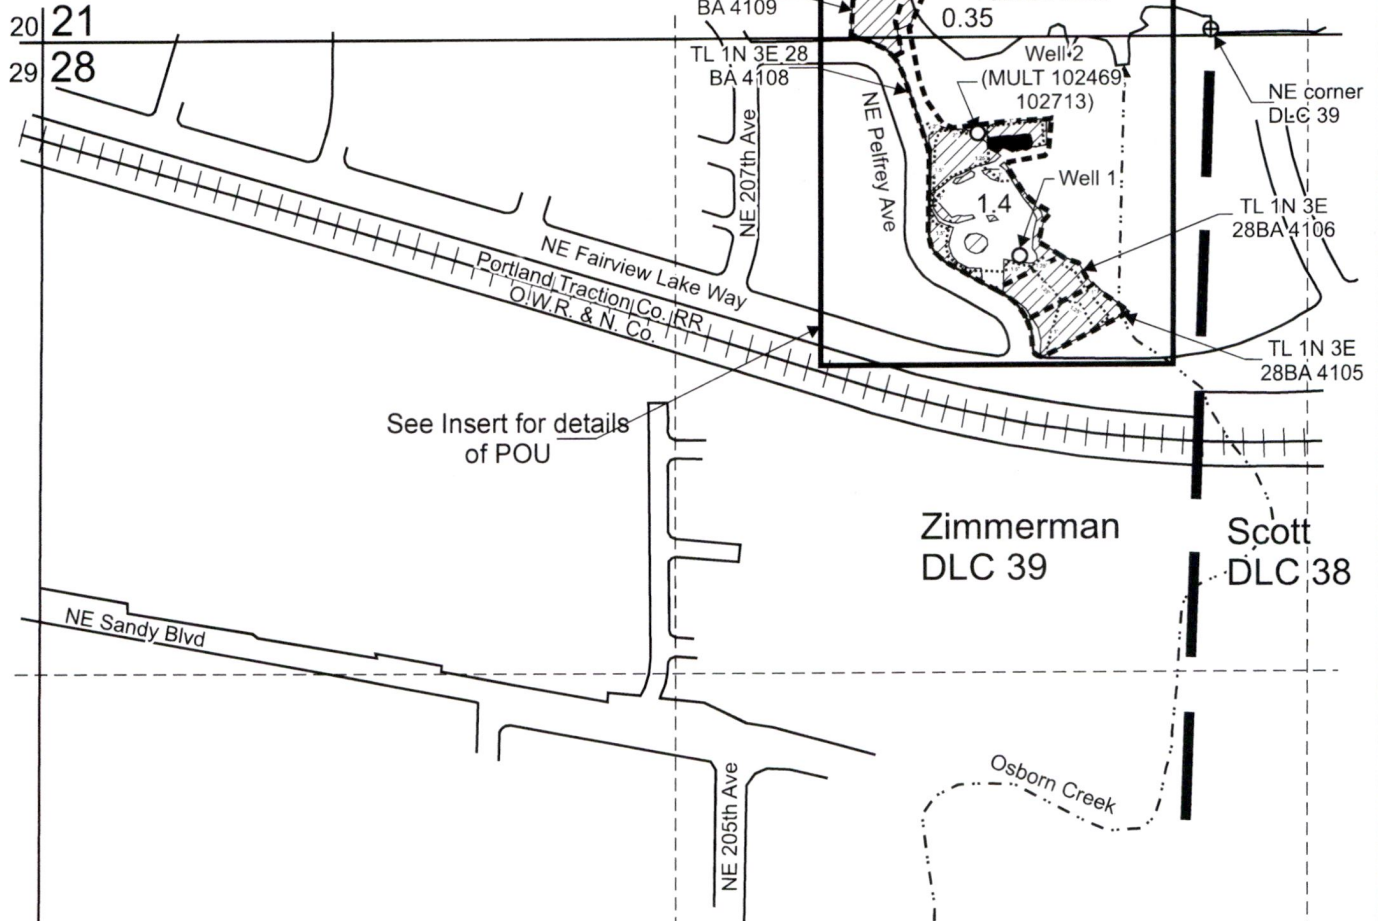 BA 4109
0.35
20 21
29 28
TL 1N 3E 28
BA 4108
Well 2
(MULT 102469
102713)
NE corner
DLC 39
NE Pelfrey Ave
NE 207th Ave
Well 1
1.4
TL 1N 3E
28BA 4106
NE Fairview Lake Way
Portland Traction Co. RR
O.W.R. & N. Co.
TL 1N 3E
28BA 4105
See Insert for details
of POU
Zimmerman
DLC 39
Scott
DLC 38
NE Sandy Blvd
Osborn Creek
NE 205th Ave